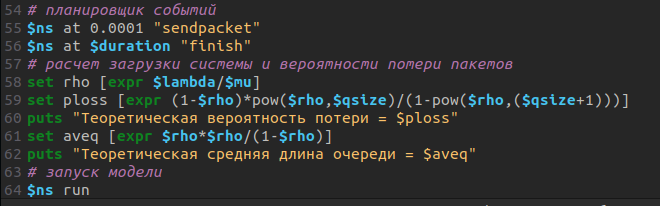 54 # планировщик событий
55 $ns at 0.0001 "sendpacket"
56 $ns at $duration "finish"
57 # расчет загрузки системы и вероятности потери пакетов
58 set rho [expr $lambda/$mu]
59 set ploss [expr (1-$rho)*pow($rho,$qsize)/(1-pow($rho,($qsize+1)))]
60 puts "Теоретическая вероятность потери = $ploss"
61 set aveq [expr $rho*$rho/(1-$rho)]
62 puts "Теоретическая средняя длина очереди = $aveq"
63 # запуск модели
64 $ns run